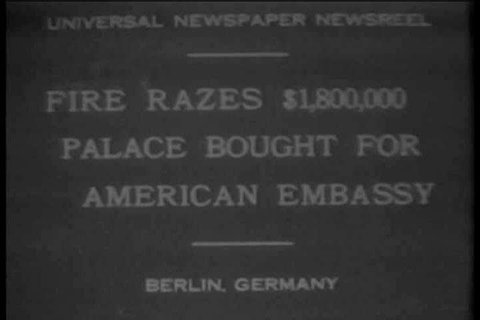 UNIVERSAL NEWSPAPER NEWSREEL
FIRE RAZES $1,800,000
PALACE BOUGHT FOR
AMERICAN EMBASSY
BERLIN, GERMANY